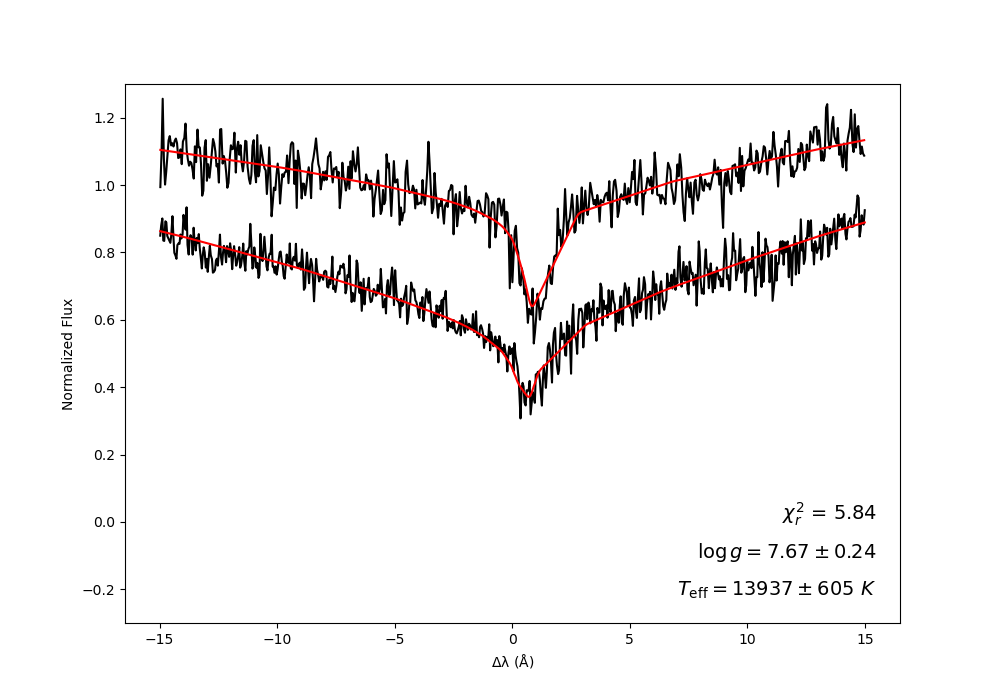 1.2
1.0
0.8
0.6
0.4
0.2
0.0
−0.2
Normalized Flux
χ²ᵣ = 5.84
log g = 7.67 ± 0.24
T_eff = 13937 ± 605 K
−15 −10 −5 0 5 10 15
Δλ (Å)